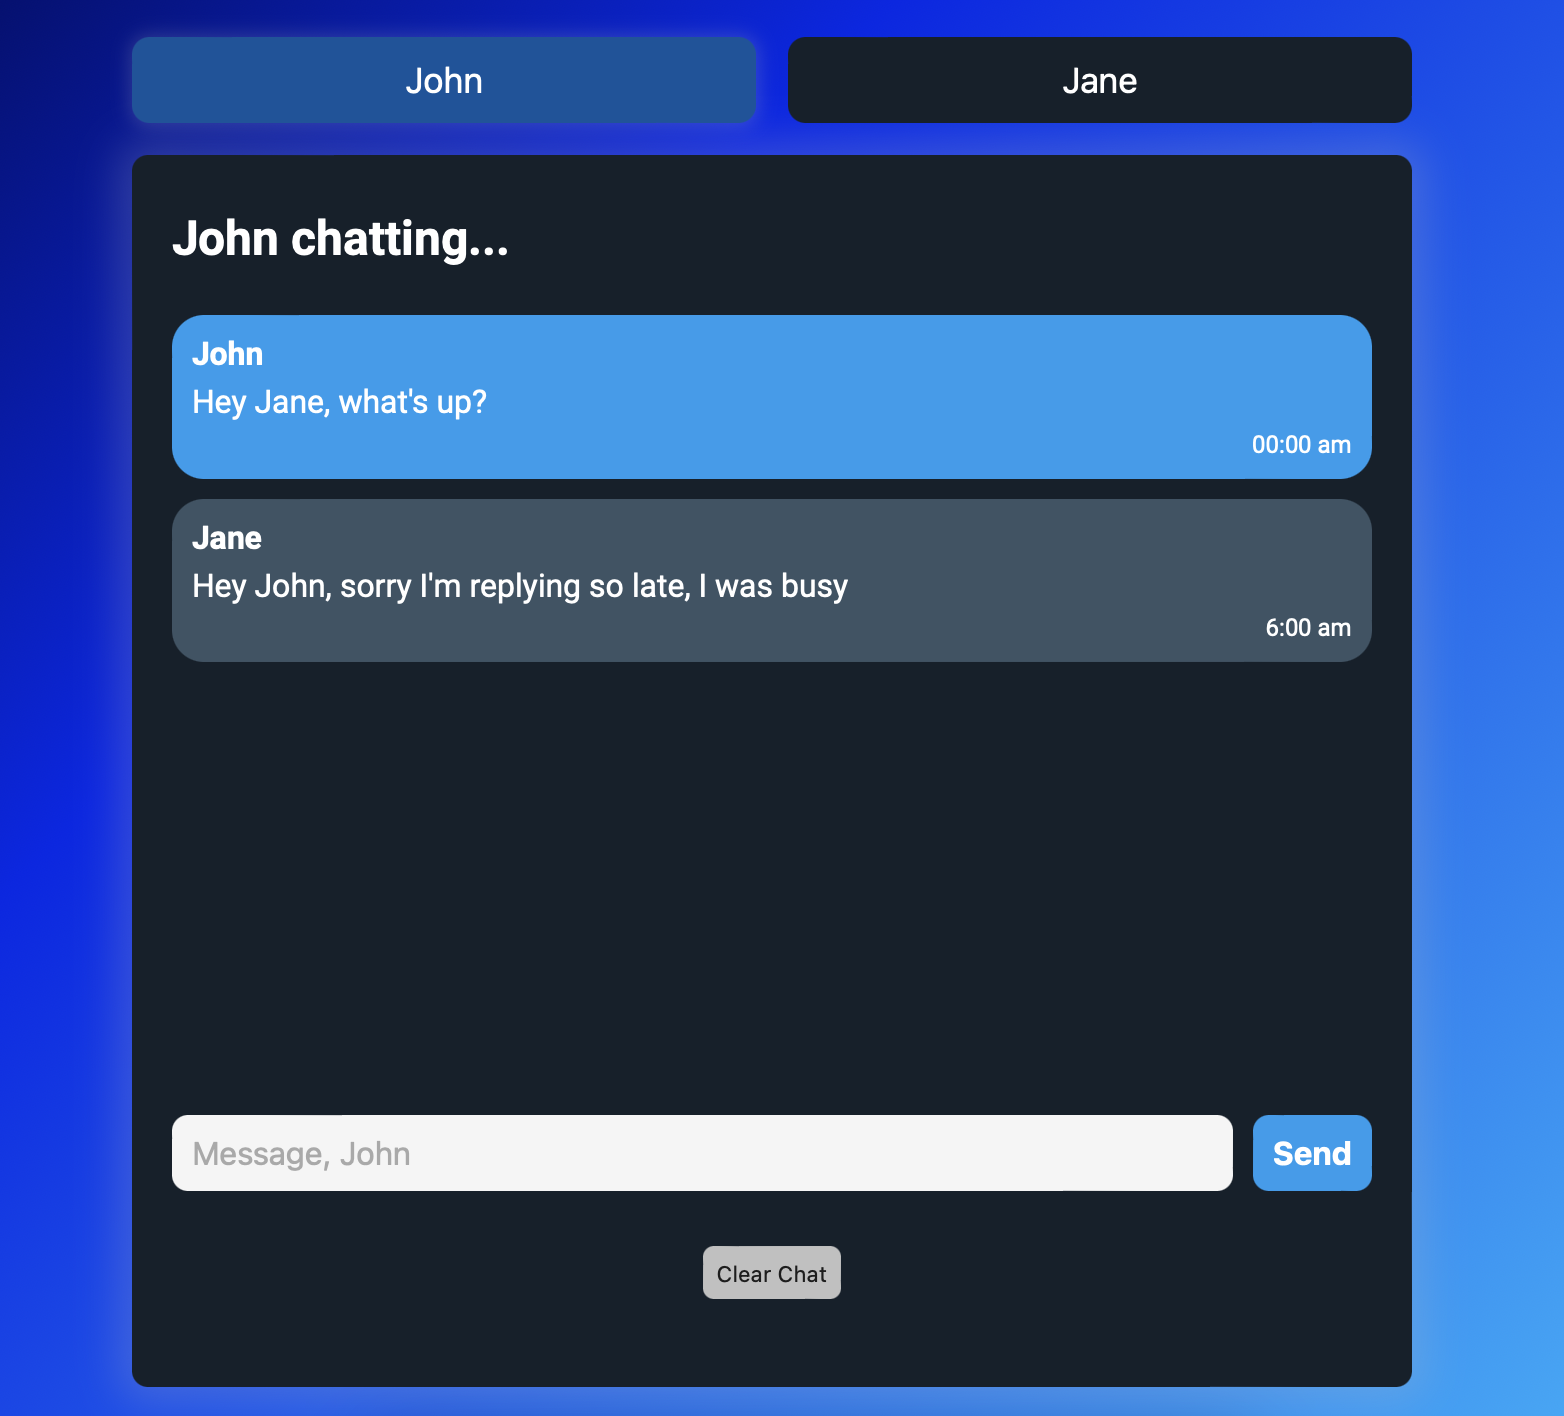 John
Jane
John chatting...
John
Hey Jane, what's up?
00:00 am
Jane
Hey John, sorry I'm replying so late, I was busy
6:00 am
Message, John
Send
Clear Chat